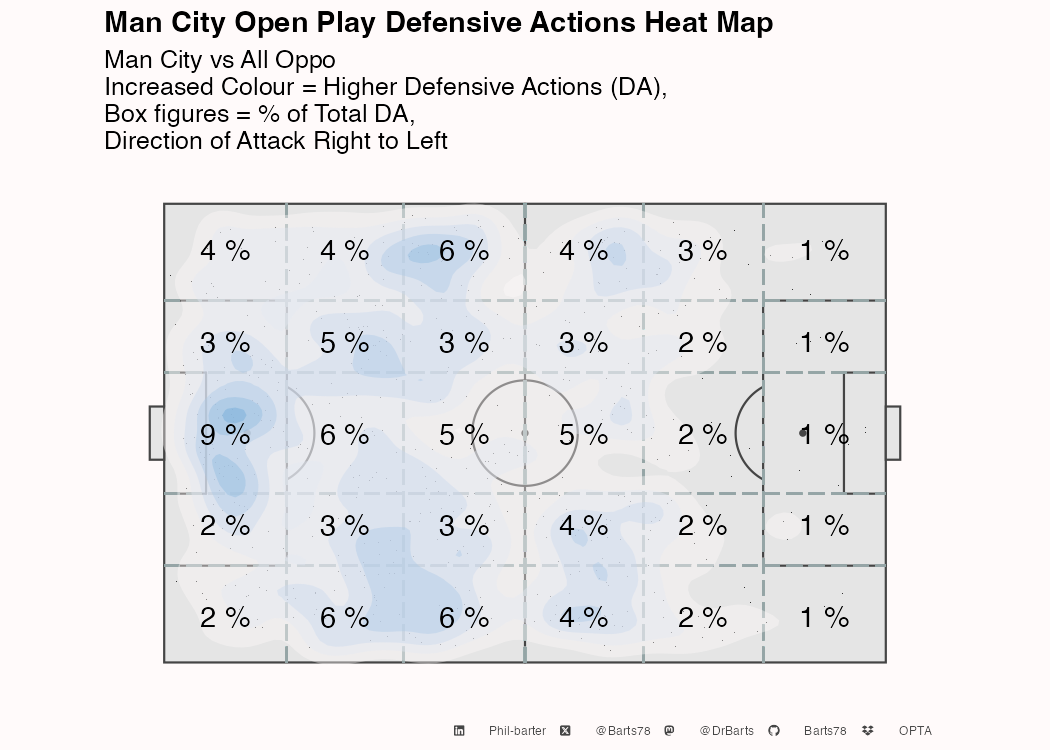 Man City Open Play Defensive Actions Heat Map
Man City vs All Oppo
Increased Colour = Higher Defensive Actions (DA),
Box figures = % of Total DA,
Direction of Attack Right to Left
4 % 4 % 6 % 4 % 3 % 1 %
3 % 5 % 3 % 3 % 2 % 1 %
9 % 6 % 5 % 5 % 2 % 1 %
2 % 3 % 3 % 4 % 2 % 1 %
2 % 6 % 6 % 4 % 2 % 1 %
Phil-barter @Barts78 @DrBarts Barts78 OPTA